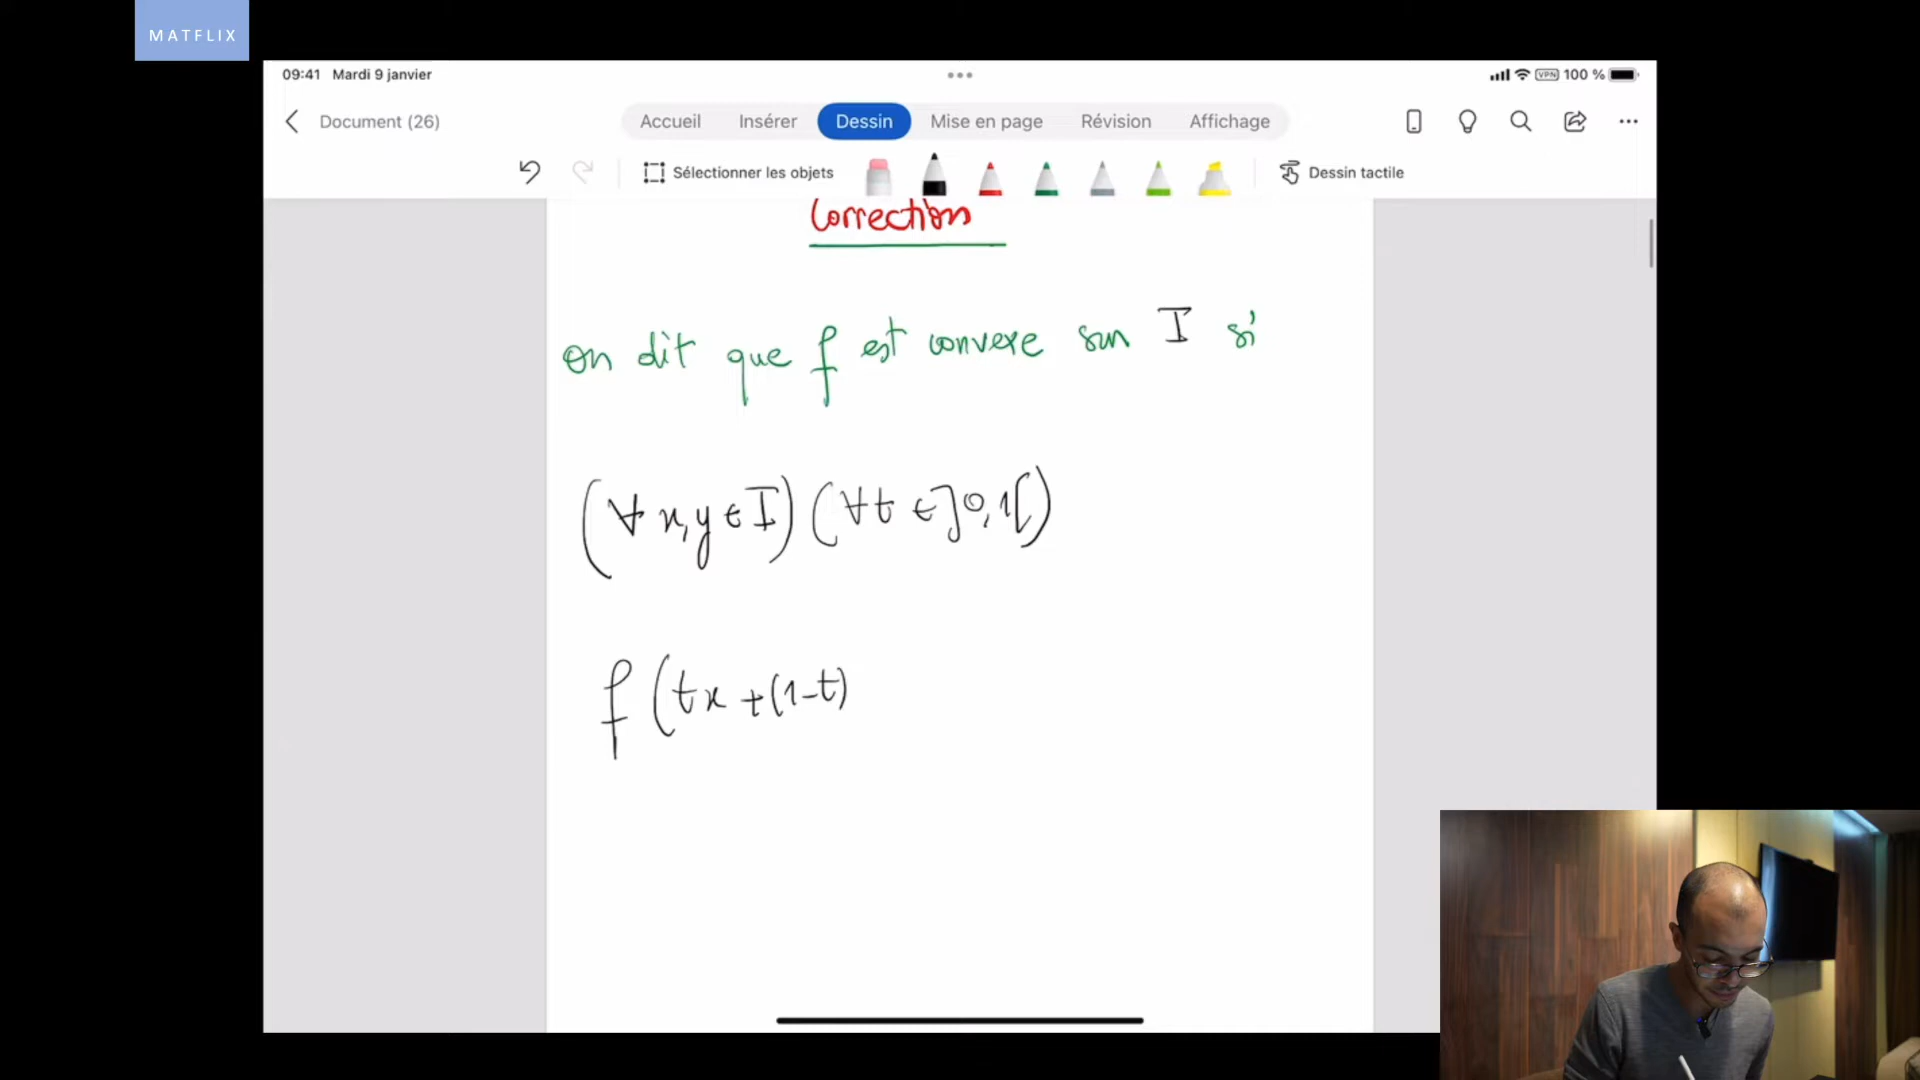 MATFLIX
09:41 Mardi 9 janvier
VPN 100 %
Document (26)
Accueil Insérer Dessin Mise en page Révision Affichage
Sélectionner les objets
Dessin tactile
Correction
on dit que f est convexe sur I si
(∀ x,y ∈ I) (∀t ∈ ]0,1[)
f (tx + (1-t)